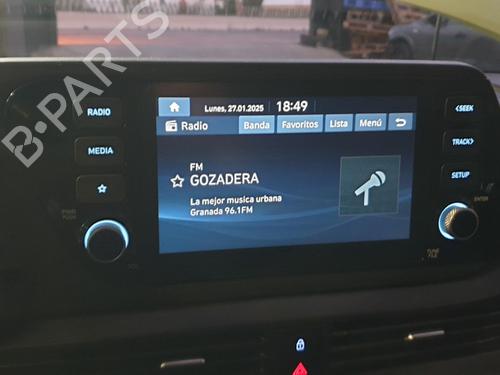 B-PARTS
RADIO
MEDIA
Lunes, 27.01.2025
18:49
Radio
Banda
Favoritos
Lista
Menú
FM
GOZADERA
La mejor musica urbana
Granada 96.1FM
<SEEK
TRACK>
SETUP
ENTER